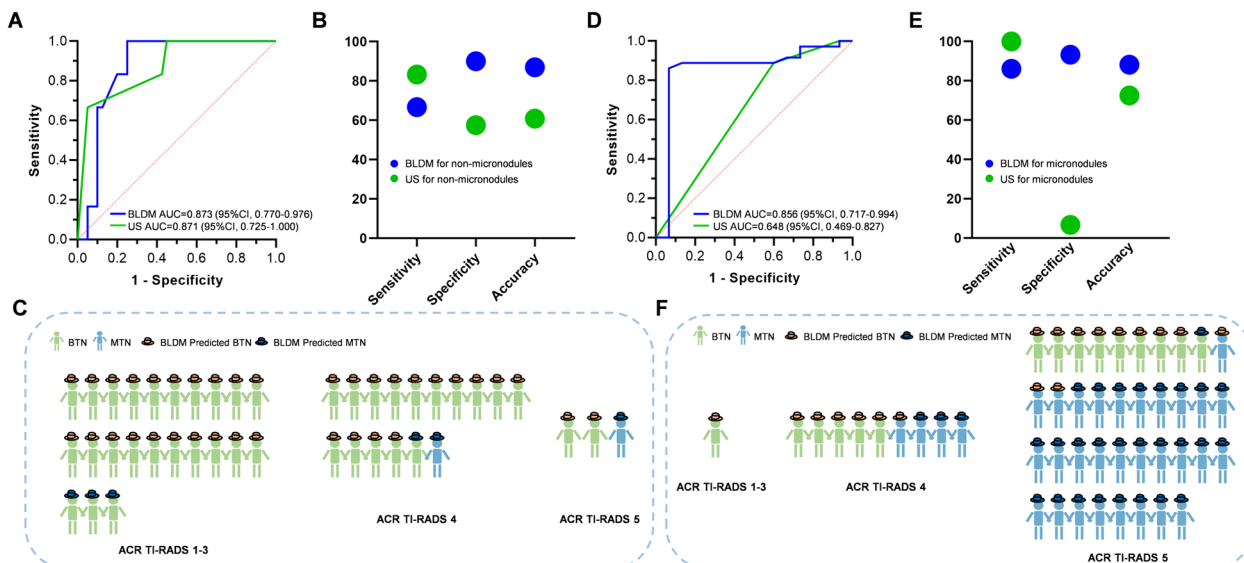 A
1.0
0.8
0.6
0.4
0.2
0.0
Sensitivity
0.0 0.2 0.4 0.6 0.8 1.0
1 - Specificity
BLDM AUC=0.873 (95%CI, 0.770-0.976)
US AUC=0.871 (95%CI, 0.725-1.000)
B
100
80
60
40
20
0
BLDM for non-micronodules
US for non-micronodules
Sensitivity
Specificity
Accuracy
D
1.0
0.8
0.6
0.4
0.2
0.0
Sensitivity
0.0 0.2 0.4 0.6 0.8 1.0
1 - Specificity
BLDM AUC=0.856 (95%CI, 0.717-0.994)
US AUC=0.648 (95%CI, 0.469-0.827)
E
100
80
60
40
20
0
BLDM for micronodules
US for micronodules
Sensitivity
Specificity
Accuracy
C
BTN MTN BLDM Predicted BTN BLDM Predicted MTN
ACR TI-RADS 1-3
ACR TI-RADS 4
ACR TI-RADS 5
F
BTN MTN BLDM Predicted BTN BLDM Predicted MTN
ACR TI-RADS 1-3
ACR TI-RADS 4
ACR TI-RADS 5